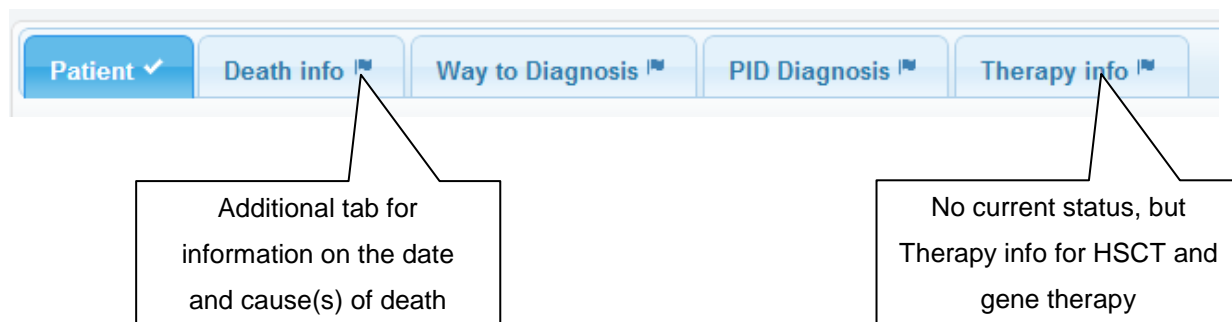 Patient Death info Way to Diagnosis PID Diagnosis Therapy info
Additional tab for
information on the date
and cause(s) of death
No current status, but
Therapy info for HSCT and
gene therapy